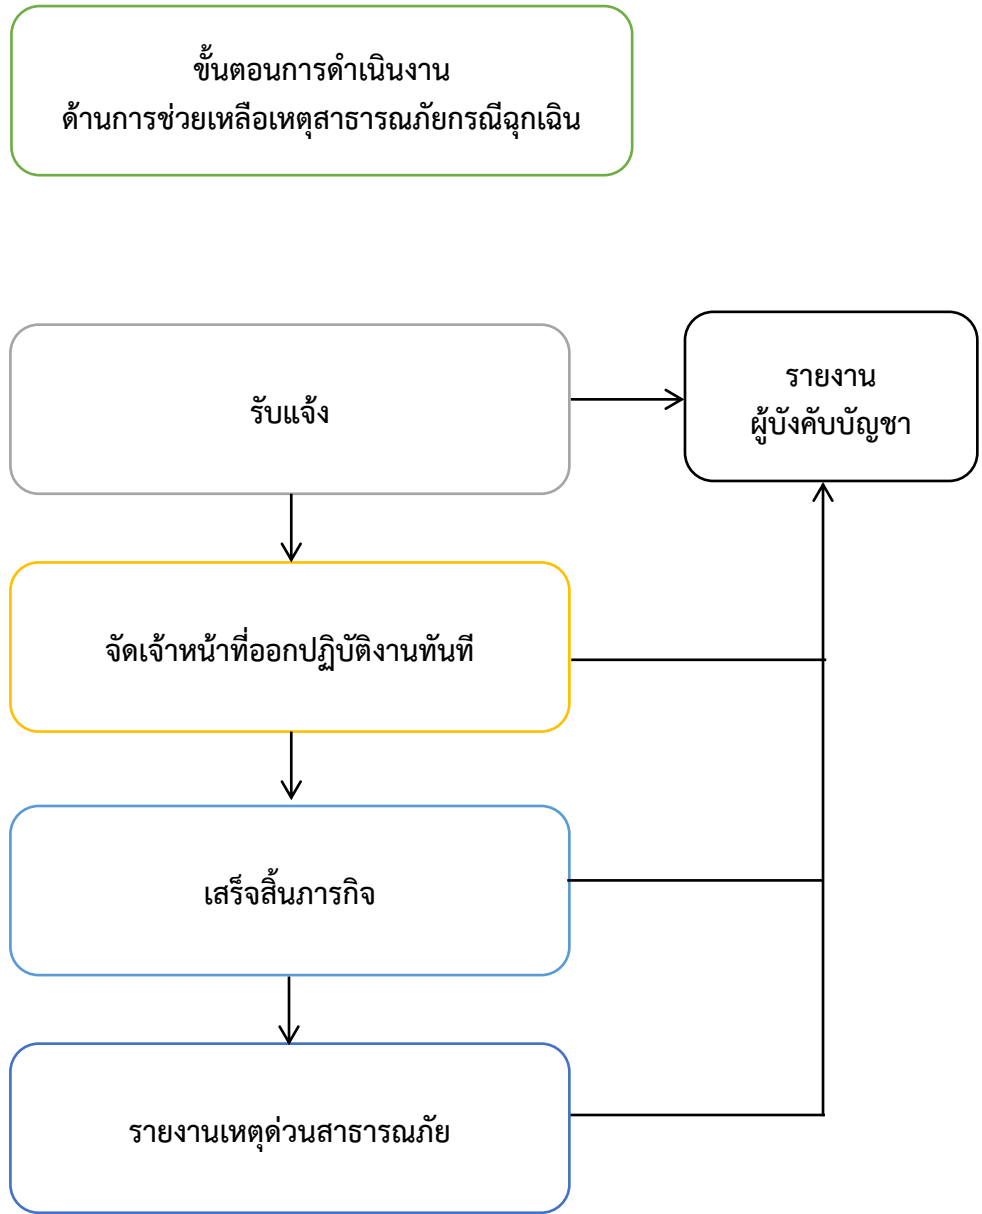 ขั้นตอนการดำเนินงาน
ด้านการช่วยเหลือเหตุสาธารณภัยกรณีฉุกเฉิน
รับแจ้ง
รายงาน
ผู้บังคับบัญชา
จัดเจ้าหน้าที่ออกปฏิบัติงานทันที
เสร็จสิ้นภารกิจ
รายงานเหตุด่วนสาธารณภัย